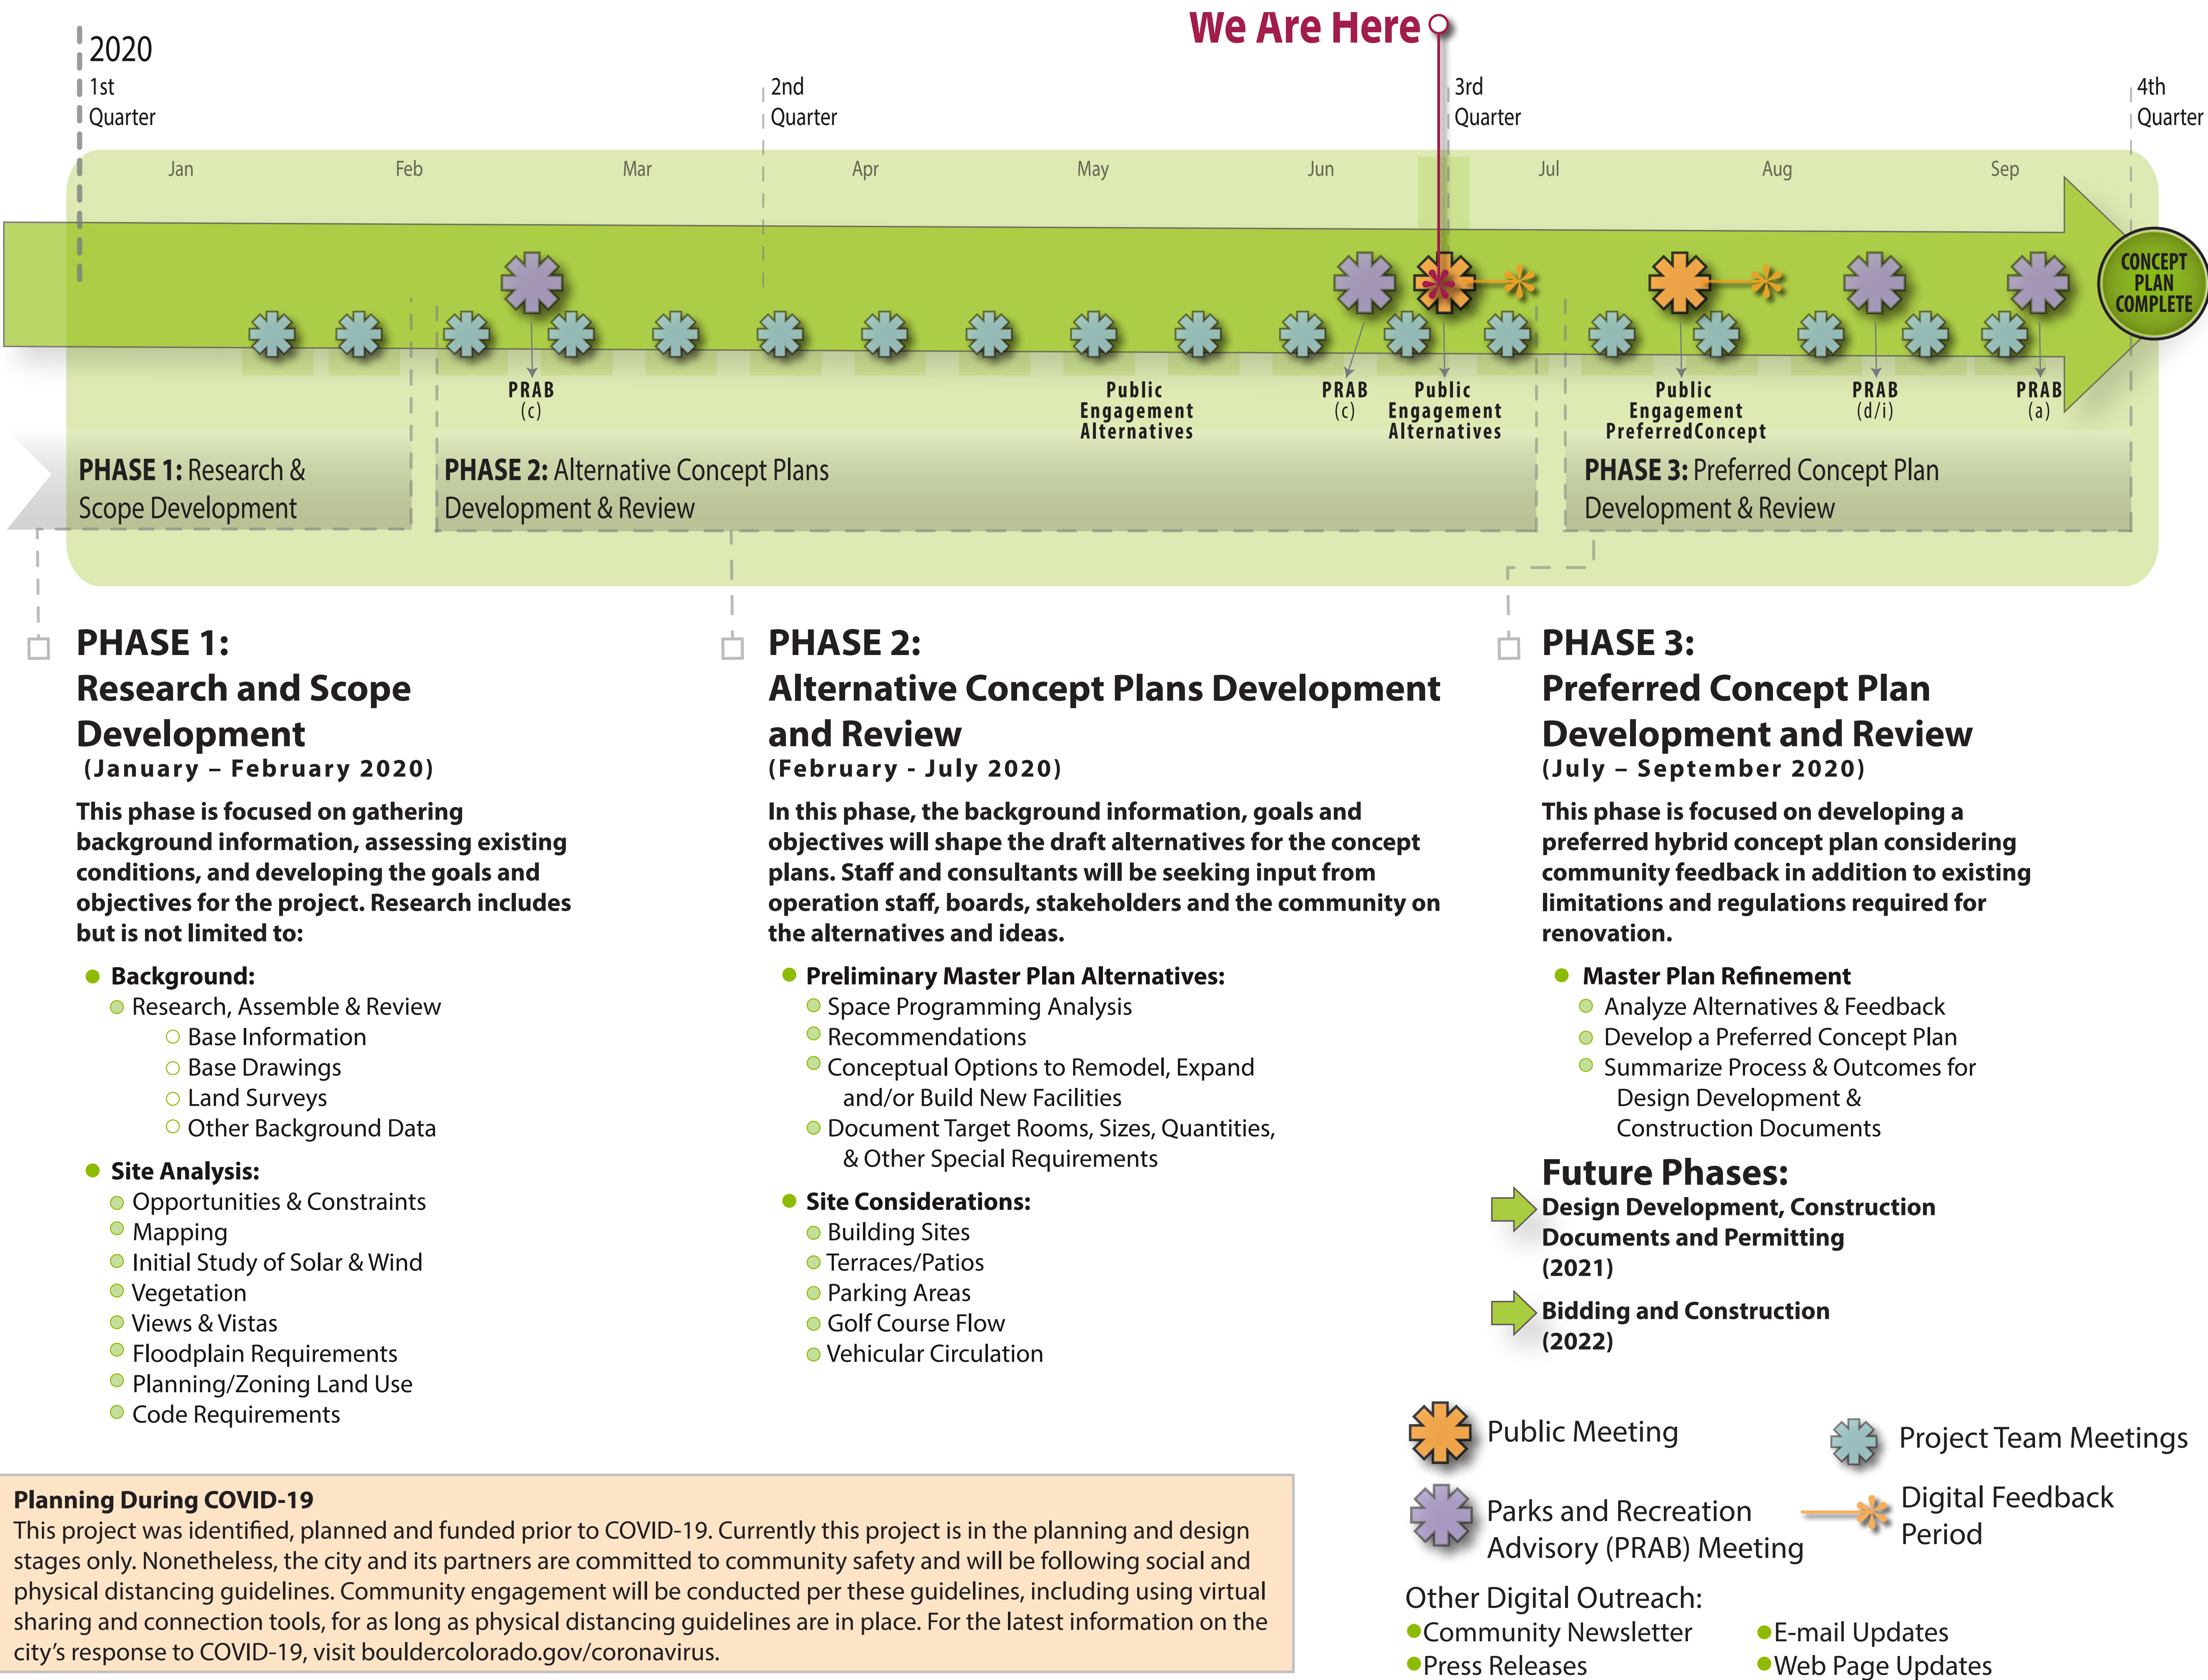 We Are Here
2020
1st
Quarter
2nd
Quarter
3rd
Quarter
4th
Quarter
Jan
Feb
Mar
Apr
May
Jun
Jul
Aug
Sep
CONCEPT
PLAN
COMPLETE
PRAB
(c)
Public
Engagement
Alternatives
PRAB
(c)
Public
Engagement
Alternatives
Public
Engagement
PreferredConcept
PRAB
(d/i)
PRAB
(a)
PHASE 1: Research &
Scope Development
PHASE 2: Alternative Concept Plans
Development & Review
PHASE 3: Preferred Concept Plan
Development & Review
PHASE 1:
Research and Scope
Development
(January – February 2020)
This phase is focused on gathering
background information, assessing existing
conditions, and developing the goals and
objectives for the project. Research includes
but is not limited to:
Background:
Research, Assemble & Review
Base Information
Base Drawings
Land Surveys
Other Background Data
Site Analysis:
Opportunities & Constraints
Mapping
Initial Study of Solar & Wind
Vegetation
Views & Vistas
Floodplain Requirements
Planning/Zoning Land Use
Code Requirements
PHASE 2:
Alternative Concept Plans Development
and Review
(February - July 2020)
In this phase, the background information, goals and
objectives will shape the draft alternatives for the concept
plans. Staff and consultants will be seeking input from
operation staff, boards, stakeholders and the community on
the alternatives and ideas.
Preliminary Master Plan Alternatives:
Space Programming Analysis
Recommendations
Conceptual Options to Remodel, Expand
and/or Build New Facilities
Document Target Rooms, Sizes, Quantities,
& Other Special Requirements
Site Considerations:
Building Sites
Terraces/Patios
Parking Areas
Golf Course Flow
Vehicular Circulation
PHASE 3:
Preferred Concept Plan
Development and Review
(July – September 2020)
This phase is focused on developing a
preferred hybrid concept plan considering
community feedback in addition to existing
limitations and regulations required for
renovation.
Master Plan Refinement
Analyze Alternatives & Feedback
Develop a Preferred Concept Plan
Summarize Process & Outcomes for
Design Development &
Construction Documents
Future Phases:
Design Development, Construction
Documents and Permitting
(2021)
Bidding and Construction
(2022)
Public Meeting
Project Team Meetings
Parks and Recreation
Advisory (PRAB) Meeting
Digital Feedback
Period
Other Digital Outreach:
Community Newsletter
Press Releases
E-mail Updates
Web Page Updates
Planning During COVID-19
This project was identified, planned and funded prior to COVID-19. Currently this project is in the planning and design
stages only. Nonetheless, the city and its partners are committed to community safety and will be following social and
physical distancing guidelines. Community engagement will be conducted per these guidelines, including using virtual
sharing and connection tools, for as long as physical distancing guidelines are in place. For the latest information on the
city's response to COVID-19, visit bouldercolorado.gov/coronavirus.